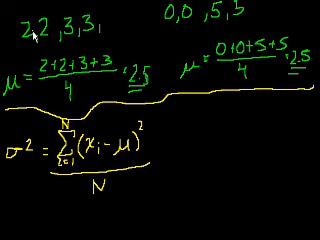 2,2,3,3,
0,0,5,5
μ = (2+2+3+3)/4 = 2.5
μ = (0+0+5+5)/4 = 2.5
σ² = (∑_{i=1}^{N} (x_i - μ)²)/N